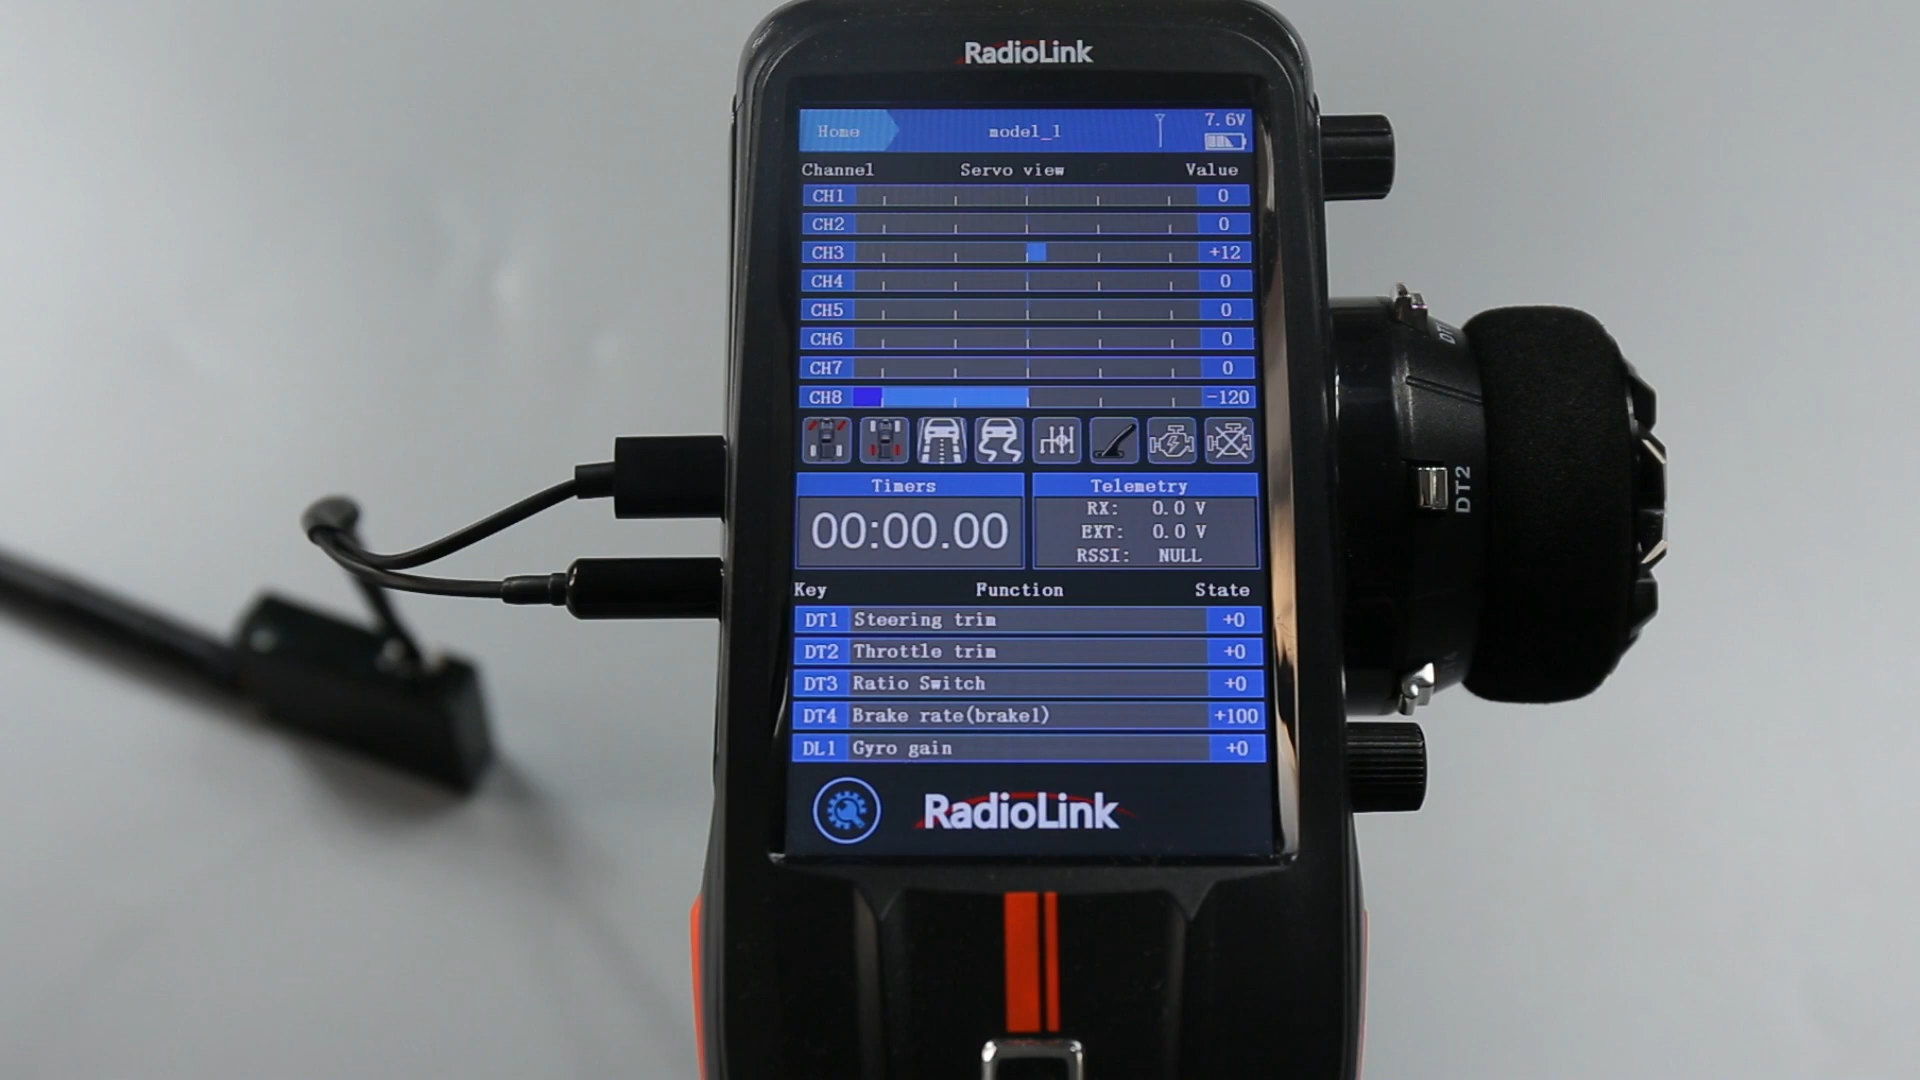 RadioLink
Home model_1 7.6V
Channel Servo view Value
CH1 0
CH2 0
CH3 +12
CH4 0
CH5 0
CH6 0
CH7 0
CH8 -120
Timers Telemetry
00:00.00
RX: 0.0 V
EXT: 0.0 V
RSSI: NULL
Key Function State
DT1 Steering trim +0
DT2 Throttle trim +0
DT3 Ratio Switch +0
DT4 Brake rate(brake1) +100
DL1 Gyro gain +0
RadioLink
DT2